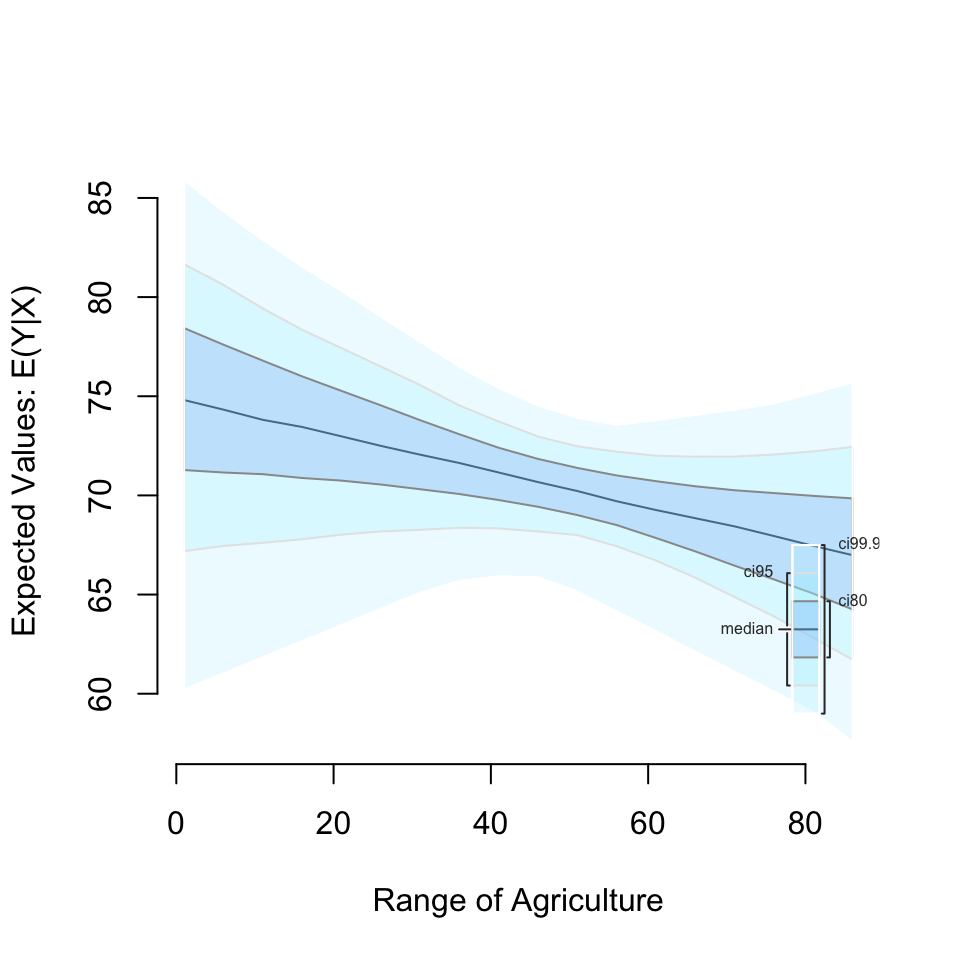 85
80
75
70
65
60
Expected Values: E(Y|X)
ci99.9
ci95
ci80
median
0 20 40 60 80
Range of Agriculture